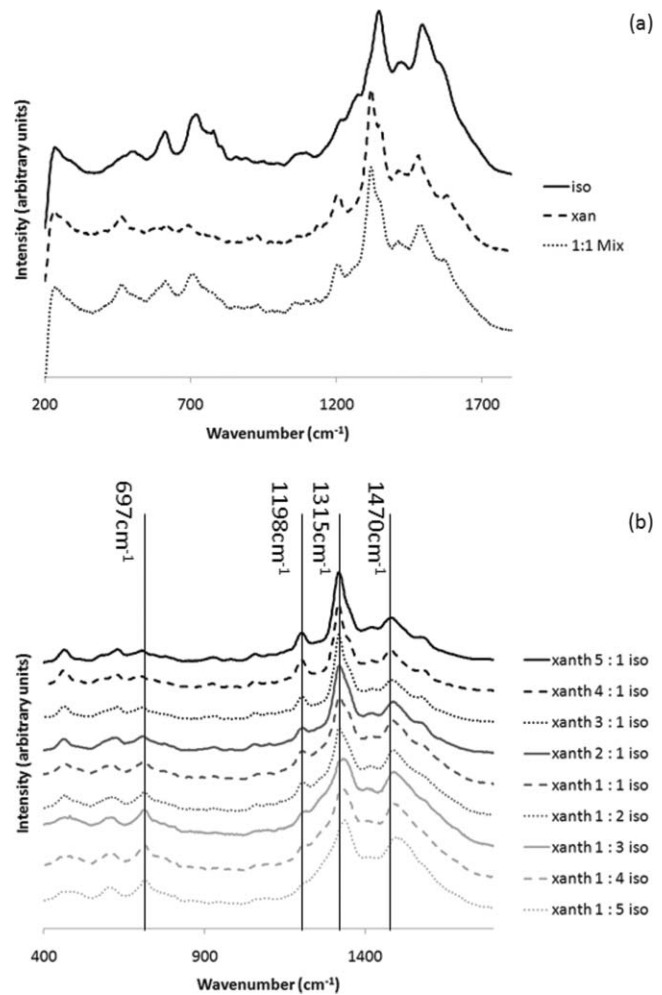 (a)
Intensity (arbitrary units)
iso
xan
1:1 Mix
200
700
1200
1700
Wavenumber (cm⁻¹)
(b)
697cm⁻¹
1198cm⁻¹
1315cm⁻¹
1470cm⁻¹
Intensity (arbitrary units)
xanth 5 : 1 iso
xanth 4 : 1 iso
xanth 3 : 1 iso
xanth 2 : 1 iso
xanth 1 : 1 iso
xanth 1 : 2 iso
xanth 1 : 3 iso
xanth 1 : 4 iso
xanth 1 : 5 iso
400
900
1400
Wavenumber (cm⁻¹)